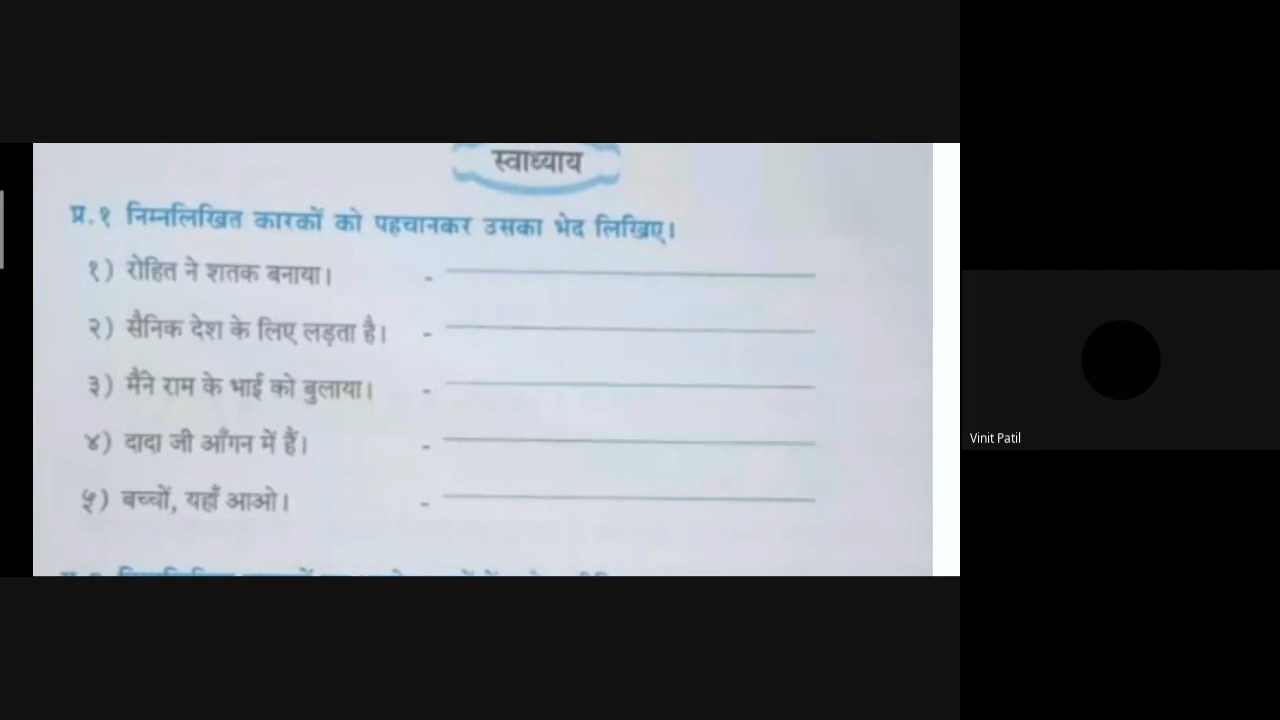 स्वाध्याय
प्र.१ निम्नलिखित कारकों को पहचानकर उसका भेद लिखिए।
१) रोहित ने शतक बनाया। -
२) सैनिक देश के लिए लड़ता है। -
३) मैंने राम के भाई को बुलाया। -
४) दादा जी आँगन में हैं। -
५) बच्चों, यहाँ आओ। -
Vinit Patil